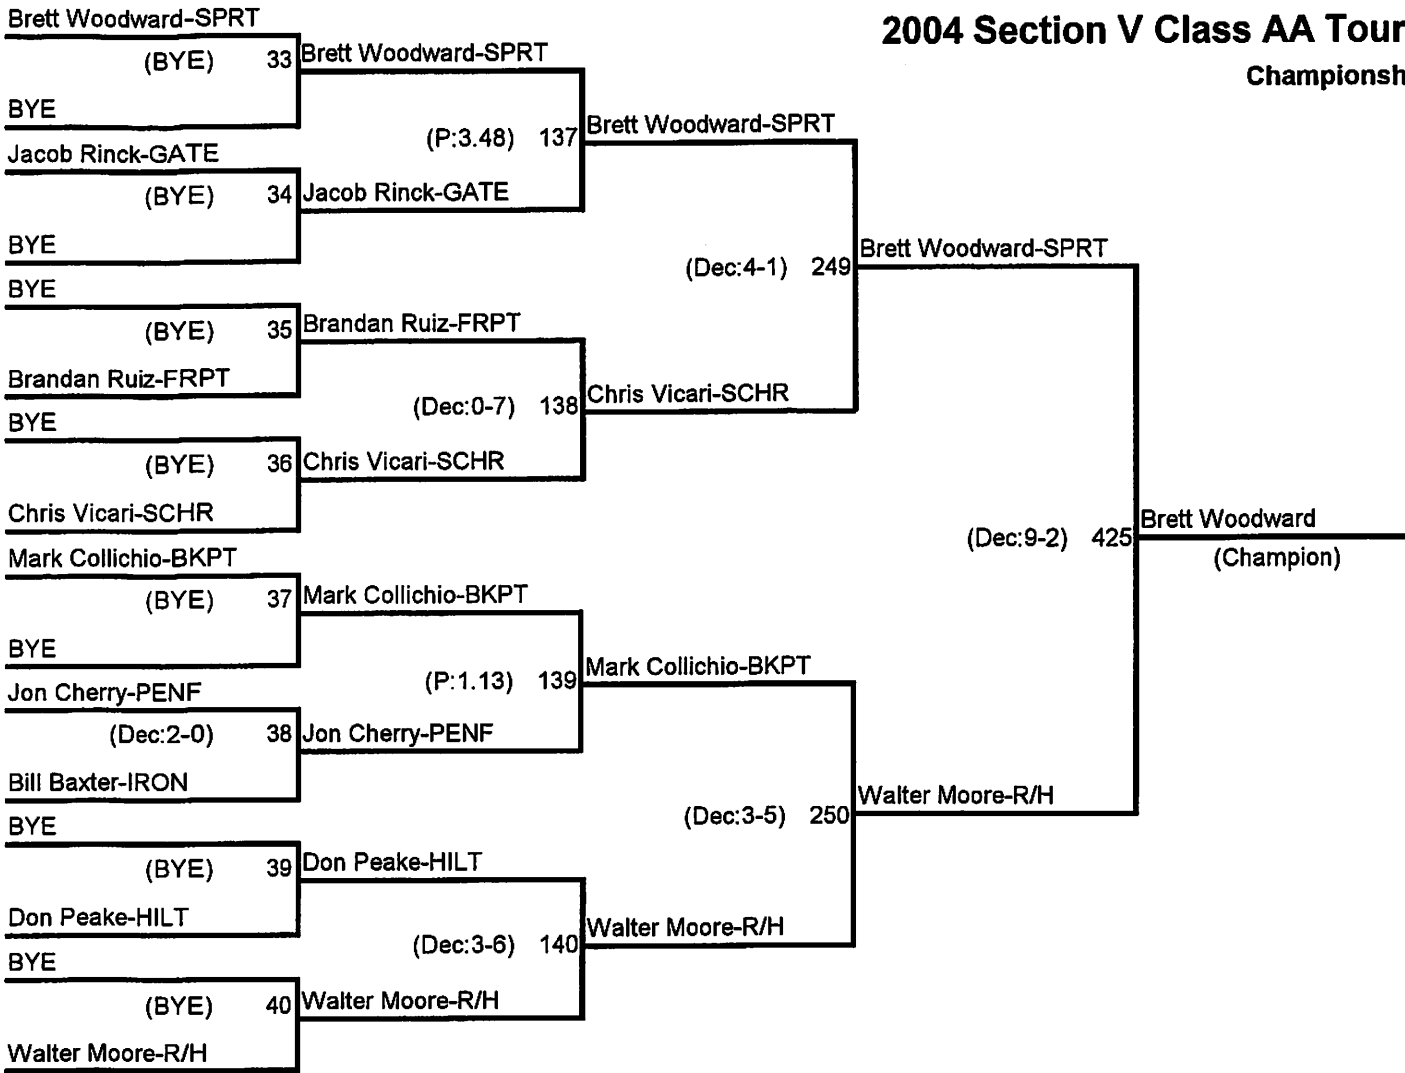 2004 Section V Class AA Tour
Championsh
Brett Woodward-SPRT
(BYE) 33 Brett Woodward-SPRT
BYE
(P:3.48) 137 Brett Woodward-SPRT
Jacob Rinck-GATE
(BYE) 34 Jacob Rinck-GATE
BYE
(Dec:4-1) 249 Brett Woodward-SPRT
BYE
(BYE) 35 Brandan Ruiz-FRPT
Brandan Ruiz-FRPT
(Dec:0-7) 138 Chris Vicari-SCHR
BYE
(BYE) 36 Chris Vicari-SCHR
Chris Vicari-SCHR
(Dec:9-2) 425 Brett Woodward
(Champion)
Mark Collichio-BKPT
(BYE) 37 Mark Collichio-BKPT
BYE
(P:1.13) 139 Mark Collichio-BKPT
Jon Cherry-PENF
(Dec:2-0) 38 Jon Cherry-PENF
Bill Baxter-IRON
(Dec:3-5) 250 Walter Moore-R/H
BYE
(BYE) 39 Don Peake-HILT
Don Peake-HILT
(Dec:3-6) 140 Walter Moore-R/H
BYE
(BYE) 40 Walter Moore-R/H
Walter Moore-R/H